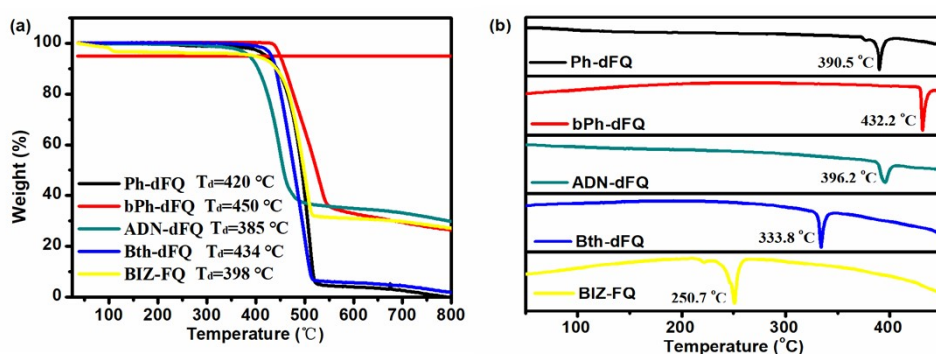 (a)
100
80
60
40
20
0
Weight (%)
Ph-dFQ Td=420 °C
bPh-dFQ Td=450 °C
ADN-dFQ Td=385 °C
Bth-dFQ Td=434 °C
BIZ-FQ Td=398 °C
100 200 300 400 500 600 700 800
Temperature (℃)
(b)
Ph-dFQ
390.5 °C
bPh-dFQ
432.2 °C
ADN-dFQ
396.2 °C
Bth-dFQ
333.8 °C
BIZ-FQ
250.7 °C
100 200 300 400
Temperature (°C)